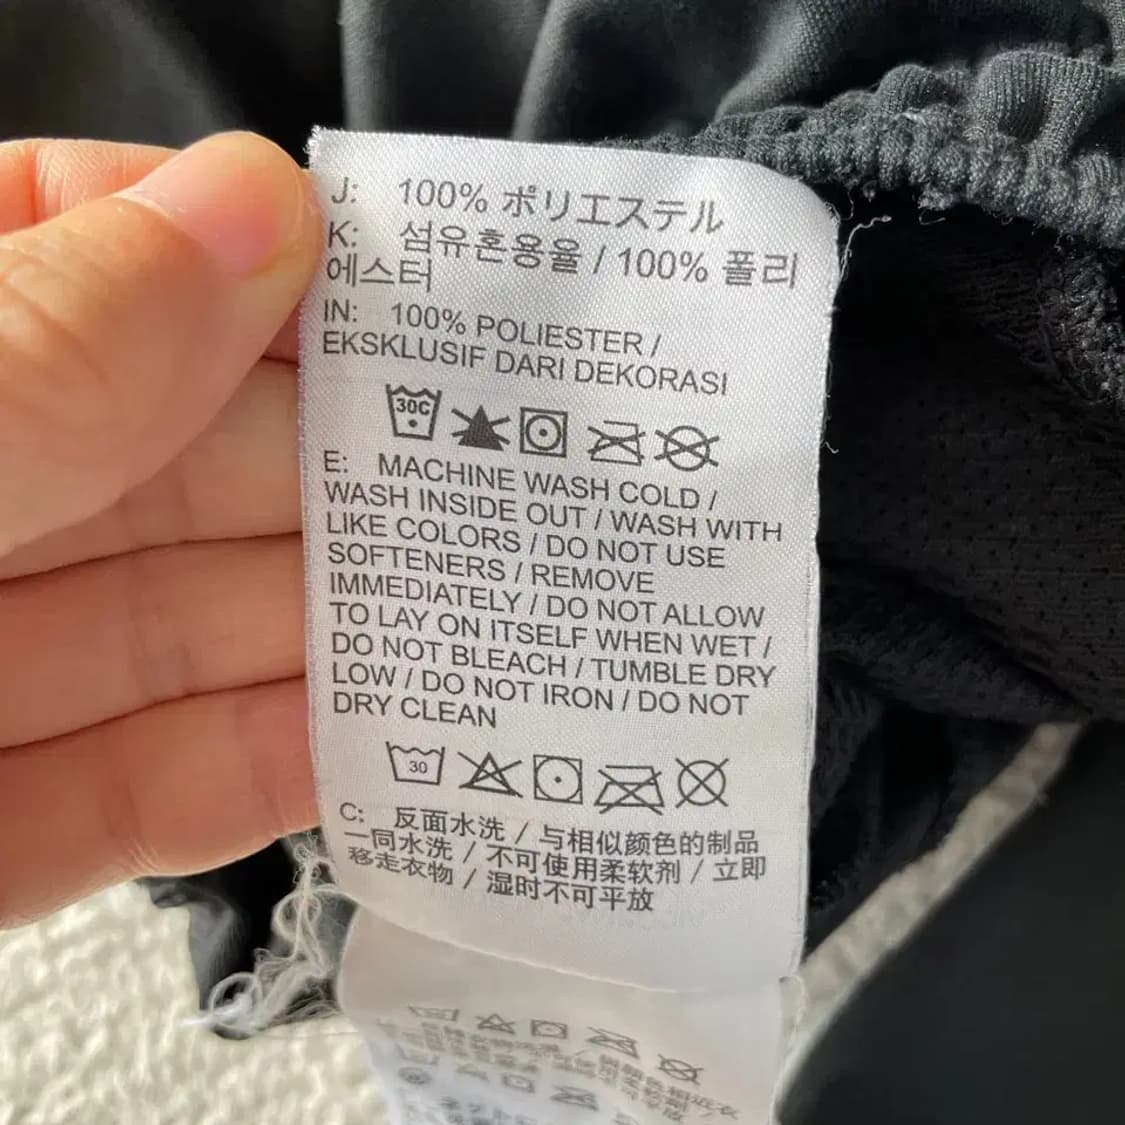 J: 100% ポリエステル
K: 섬유혼용율 / 100% 폴리
에스터
IN: 100% POLIESTER /
EKSKLUSIF DARI DEKORASI
30C
E: MACHINE WASH COLD /
WASH INSIDE OUT / WASH WITH
LIKE COLORS / DO NOT USE
SOFTENERS / REMOVE
IMMEDIATELY / DO NOT ALLOW
TO LAY ON ITSELF WHEN WET /
DO NOT BLEACH / TUMBLE DRY
LOW / DO NOT IRON / DO NOT
DRY CLEAN
30
C: 反面水洗 / 与相似颜色的制品
一同水洗 / 不可使用柔软剂 / 立即
移走衣物 / 湿时不可平放